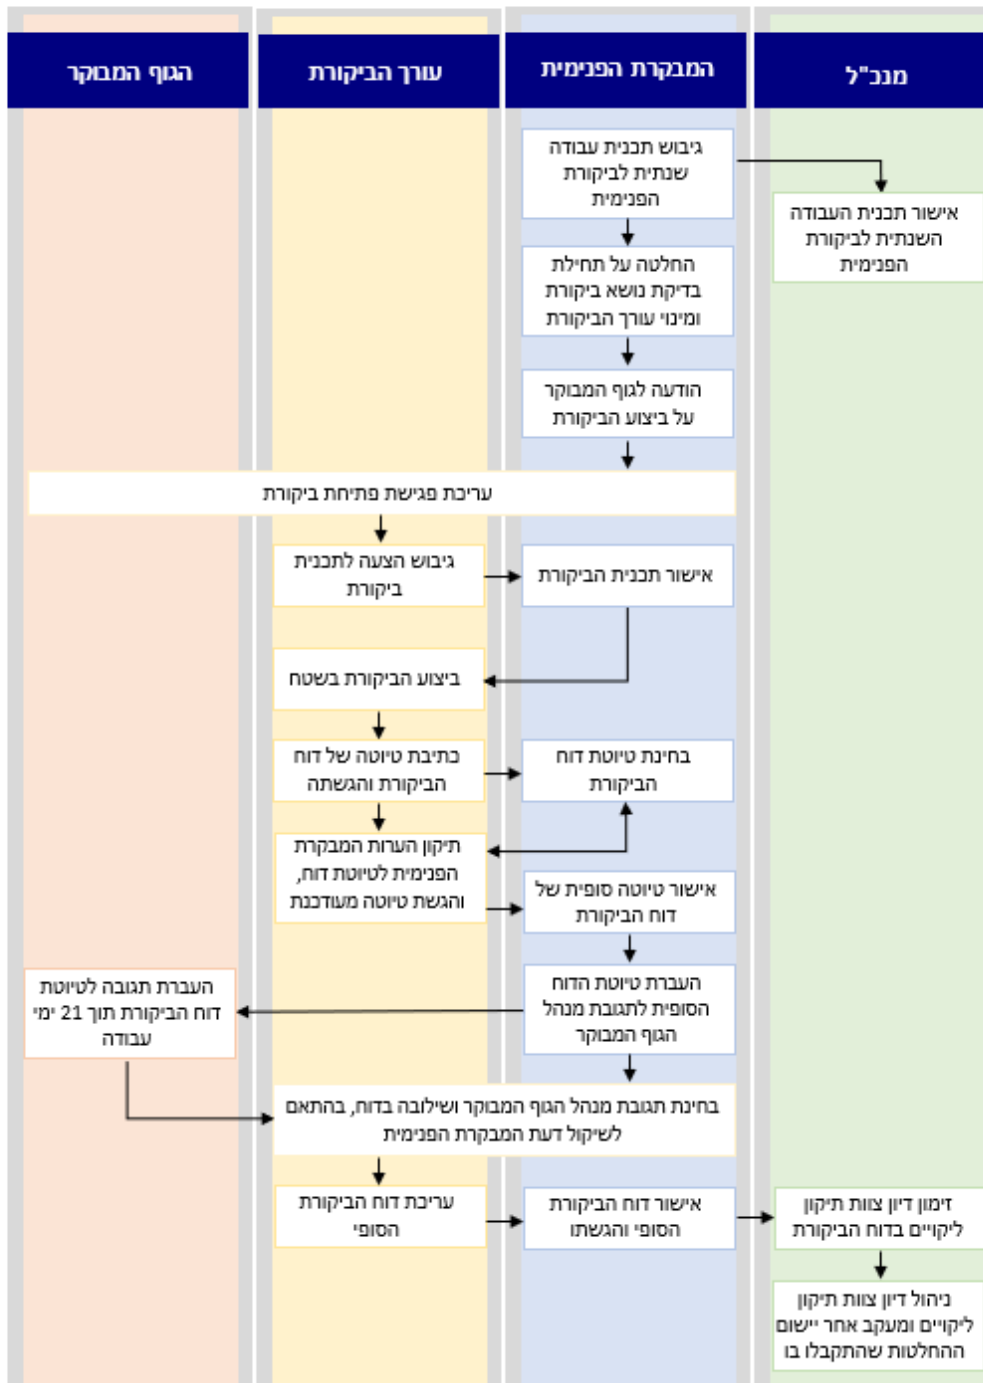 מנכ"ל
המבקרת הפנימית
עורך הביקורת
הגוף המבוקר
גיבוש תכנית עבודה
שנתית לביקורת
הפנימית
אישור תכנית העבודה
השנתית לביקורת
הפנימית
החלטה על תחילת
בדיקת נושא ביקורת
ומינוי עורך הביקורת
הודעה לגוף המבוקר
על ביצוע הביקורת
עריכת פגישת פתיחת ביקורת
גיבוש הצעה לתכנית
ביקורת
אישור תכנית הביקורת
ביצוע הביקורת בשטח
כתיבת טיוטה של דוח
הביקורת והגשתה
בחינת טיוטת דוח
הביקורת
תיקון הערות המבקרת
הפנימית לטיוטת דוח,
והגשת טיוטה מעודכנת
אישור טיוטה סופית של
דוח הביקורת
העברת טיוטת הדוח
הסופית לתגובת מנהל
הגוף המבוקר
העברת תגובה לטיוטת
דוח הביקורת תוך 21 ימי
עבודה
בחינת תגובת מנהל הגוף המבוקר ושילובה בדוח, בהתאם
לשיקול דעת המבקרת הפנימית
עריכת דוח הביקורת
הסופי
אישור דוח הביקורת
הסופי והגשתו
זימון דיון צוות תיקון
ליקויים בדוח הביקורת
ניהול דיון צוות תיקון
ליקויים ומעקב אחר יישום
ההחלטות שהתקבלו בו